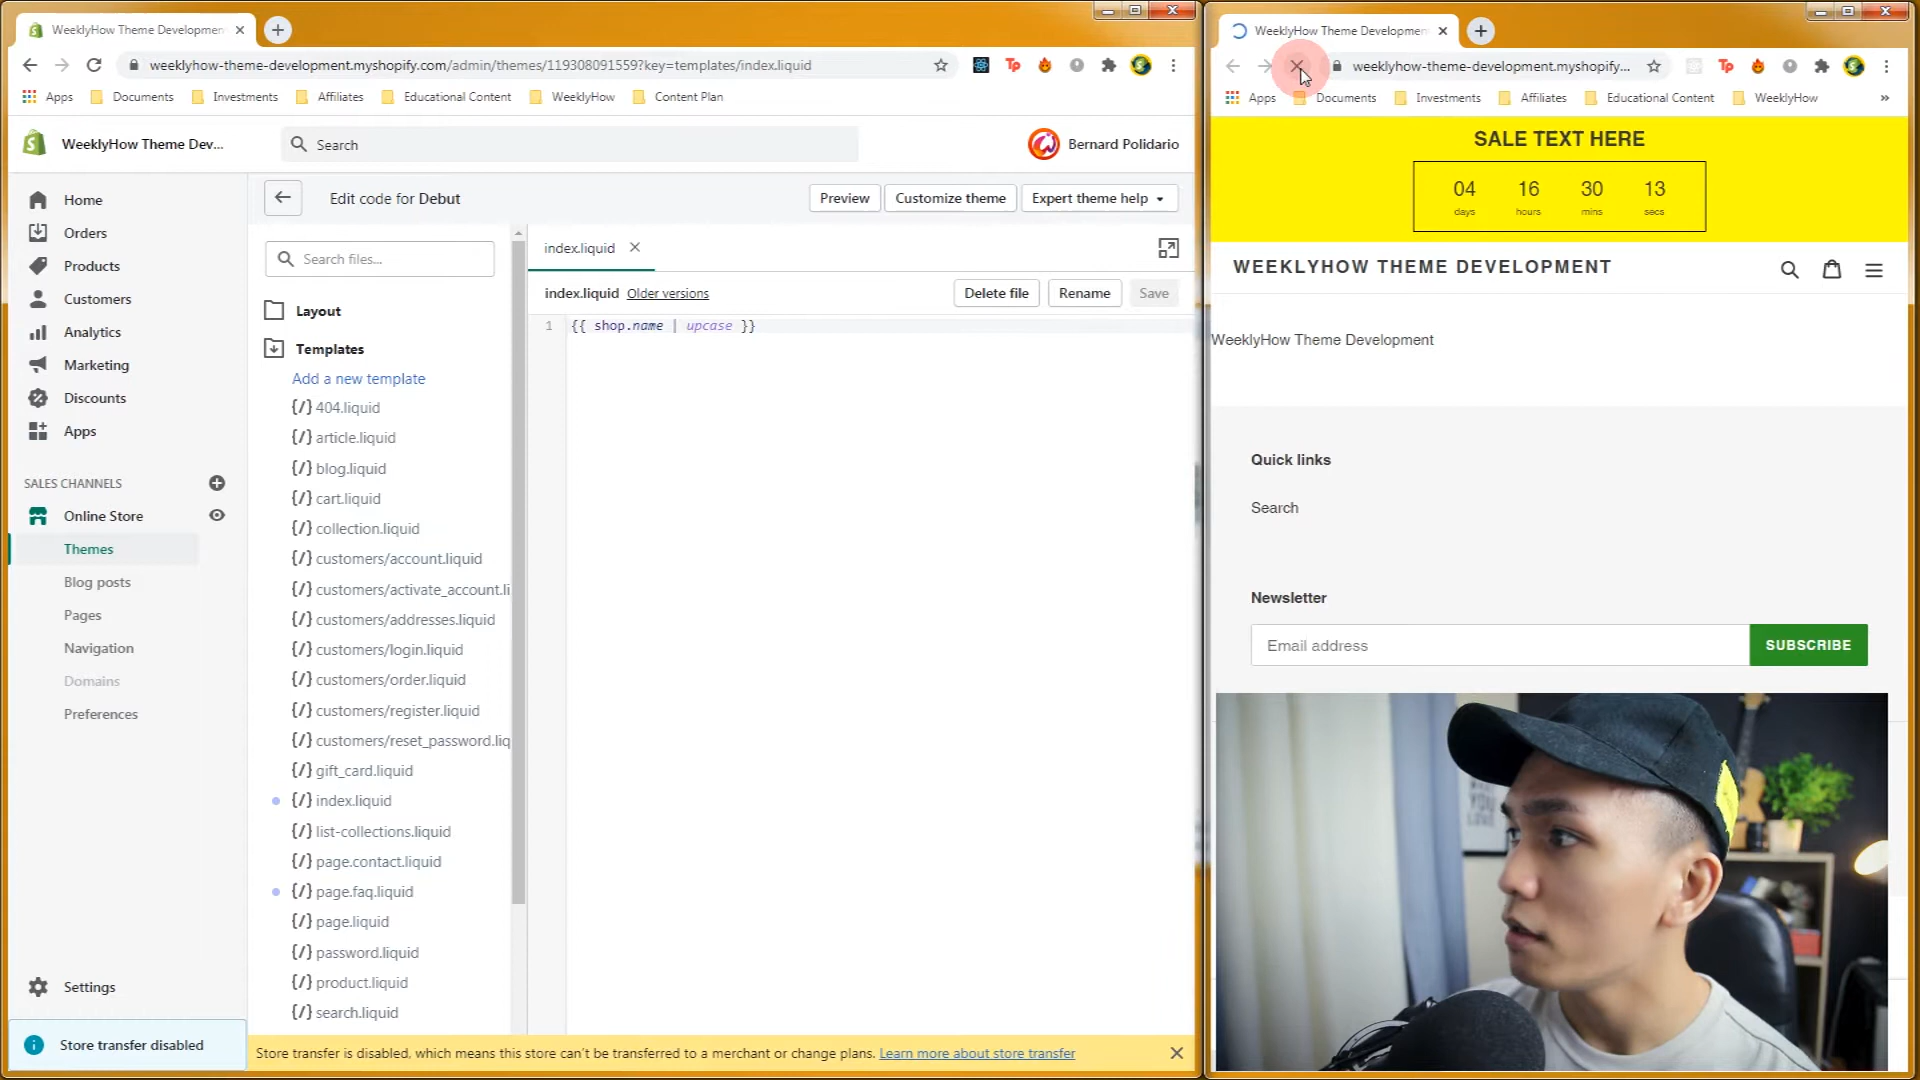 WeeklyHow Theme Developmen
weeklyhow-theme-development.myshopify.com/admin/themes/119308091559?key=templates/index.liquid
Apps
Documents
Investments
Affiliates
Educational Content
WeeklyHow
Content Plan
WeeklyHow Theme Dev...
Search
Bernard Polidario
Home
Orders
Products
Customers
Analytics
Marketing
Discounts
Apps
SALES CHANNELS
Online Store
Themes
Blog posts
Pages
Navigation
Domains
Preferences
Settings
Store transfer disabled
Edit code for Debut
Preview
Customize theme
Expert theme help
Search files...
Layout
Templates
Add a new template
{/} 404.liquid
{/} article.liquid
{/} blog.liquid
{/} cart.liquid
{/} collection.liquid
{/} customers/account.liquid
{/} customers/activate_account.li
{/} customers/addresses.liquid
{/} customers/login.liquid
{/} customers/order.liquid
{/} customers/register.liquid
{/} customers/reset_password.liq
{/} gift_card.liquid
{/} index.liquid
{/} list-collections.liquid
{/} page.contact.liquid
{/} page.faq.liquid
{/} page.liquid
{/} password.liquid
{/} product.liquid
{/} search.liquid
index.liquid
index.liquid Older versions
Delete file
Rename
Save
1 {{ shop.name | upcase }}
Store transfer is disabled, which means this store can't be transferred to a merchant or change plans. Learn more about store transfer
WeeklyHow Theme Developmen
weeklyhow-theme-development.myshopify...
Apps
Documents
Investments
Affiliates
Educational Content
WeeklyHow
»
SALE TEXT HERE
04 16 30 13
days hours mins secs
WEEKLYHOW THEME DEVELOPMENT
WeeklyHow Theme Development
Quick links
Search
Newsletter
Email address
SUBSCRIBE